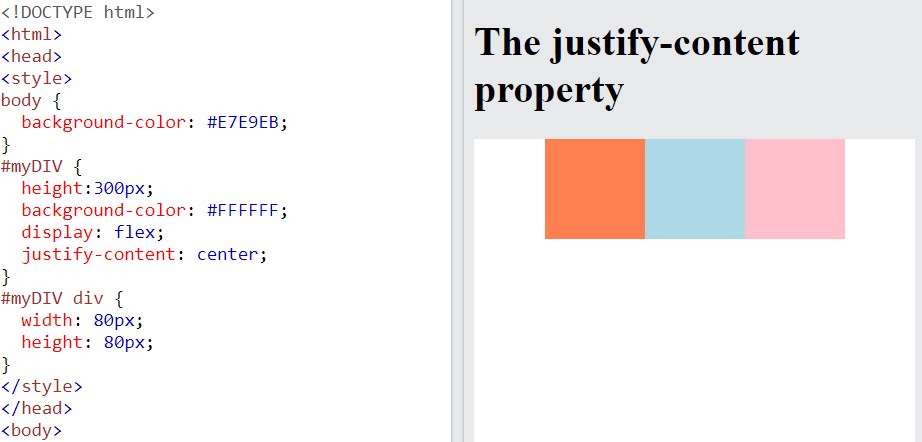 <!DOCTYPE html>
<html>
<head>
<style>
body {
  background-color: #E7E9EB;
}
#myDIV {
  height:300px;
  background-color: #FFFFFF;
  display: flex;
  justify-content: center;
}
#myDIV div {
  width: 80px;
  height: 80px;
}
</style>
</head>
<body>
The justify-content
property